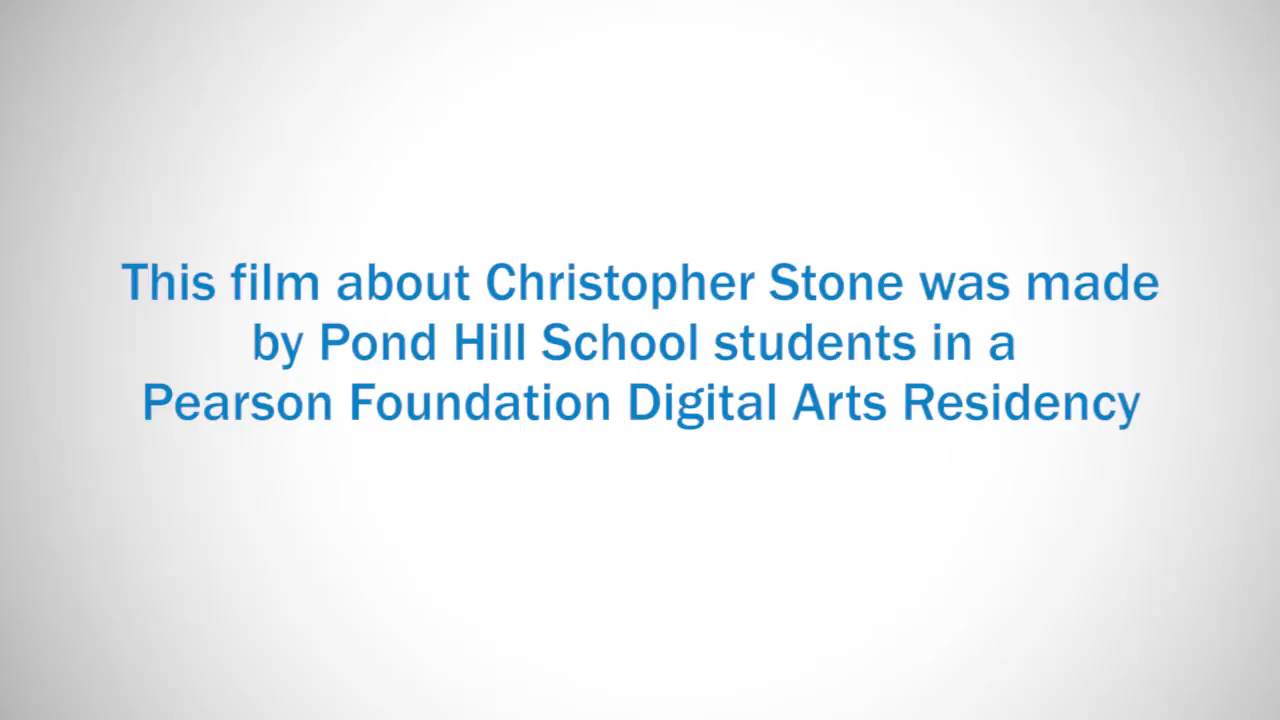 This film about Christopher Stone was made
by Pond Hill School students in a
Pearson Foundation Digital Arts Residency